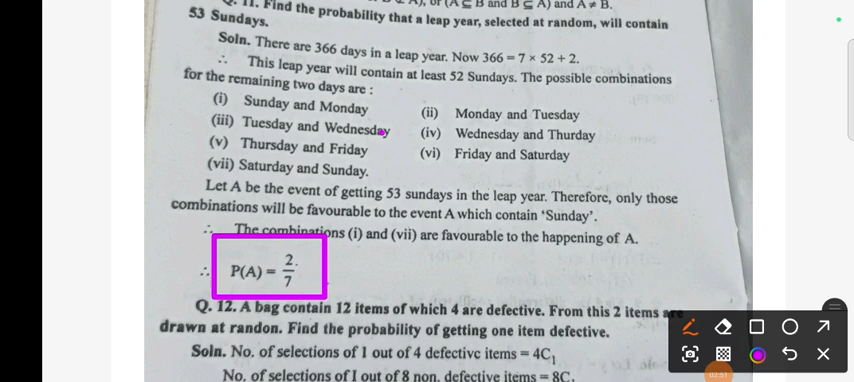 Q. 11. Find the probability that a leap year, selected at random, will contain
53 Sundays.
Soln. There are 366 days in a leap year. Now 366 = 7 × 52 + 2.
∴ This leap year will contain at least 52 Sundays. The possible combinations
for the remaining two days are :
(i) Sunday and Monday (ii) Monday and Tuesday
(iii) Tuesday and Wednesday (iv) Wednesday and Thurday
(v) Thursday and Friday (vi) Friday and Saturday
(vii) Saturday and Sunday.
Let A be the event of getting 53 sundays in the leap year. Therefore, only those
combinations will be favourable to the event A which contain ‘Sunday’.
∴ The combinations (i) and (vii) are favourable to the happening of A.
∴ P(A) = 2/7
Q. 12. A bag contain 12 items of which 4 are defective. From this 2 items are
drawn at randon. Find the probability of getting one item defective.
Soln. No. of selections of 1 out of 4 defective items = 4C₁
No. of selections of I out of 8 non. defective items = 8C